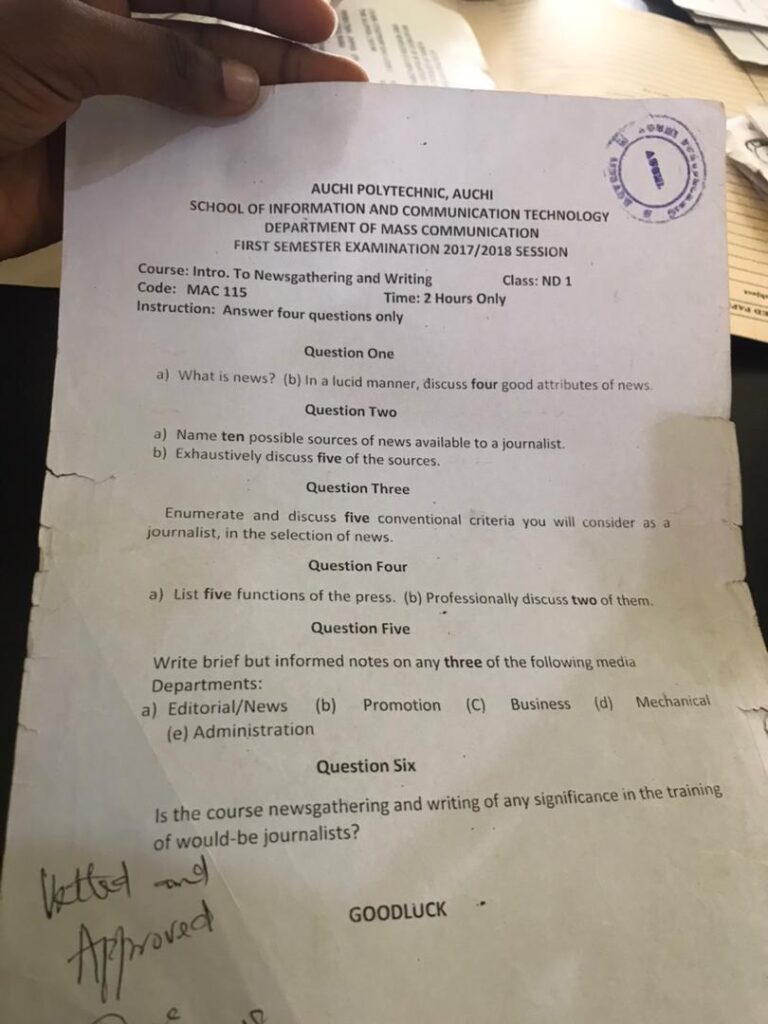 AUCHI POLYTECHNIC, AUCHI
SCHOOL OF INFORMATION AND COMMUNICATION TECHNOLOGY
DEPARTMENT OF MASS COMMUNICATION
FIRST SEMESTER EXAMINATION 2017/2018 SESSION
Course: Intro. To Newsgathering and Writing Class: ND 1
Code: MAC 115 Time: 2 Hours Only
Instruction: Answer four questions only
Question One
a) What is news? (b) In a lucid manner, discuss four good attributes of news.
Question Two
a) Name ten possible sources of news available to a journalist.
b) Exhaustively discuss five of the sources.
Question Three
Enumerate and discuss five conventional criteria you will consider as a
journalist, in the selection of news.
Question Four
a) List five functions of the press. (b) Professionally discuss two of them.
Question Five
Write brief but informed notes on any three of the following media
Departments:
a) Editorial/News (b) Promotion (C) Business (d) Mechanical
(e) Administration
Question Six
Is the course newsgathering and writing of any significance in the training
of would-be journalists?
GOODLUCK
Vetted and
Approved